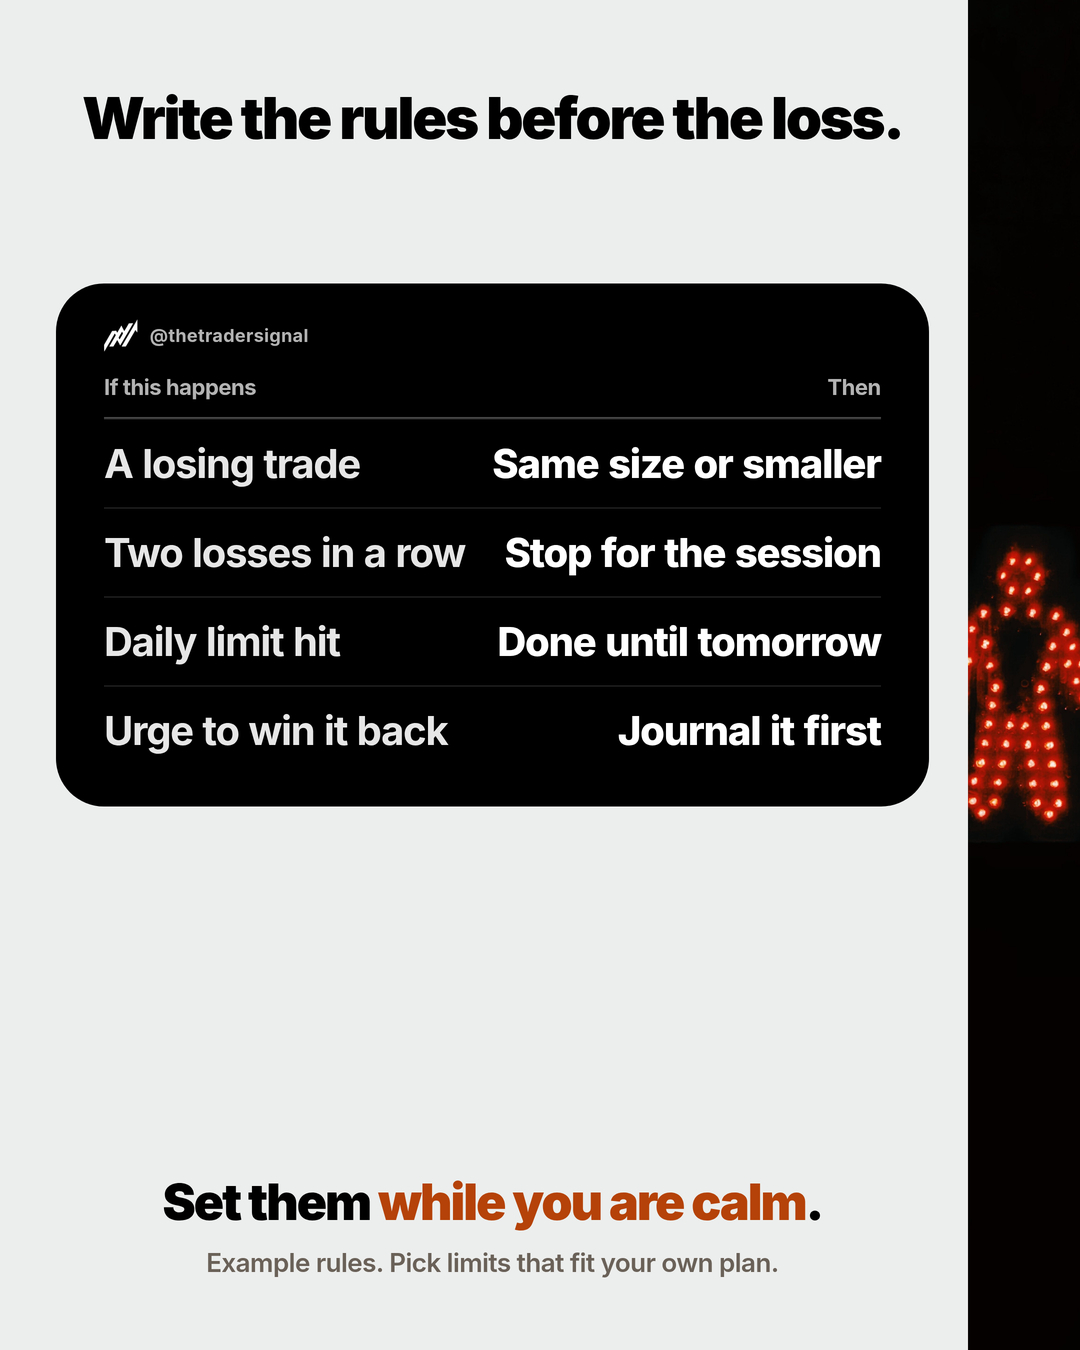 Write the rules before the loss.
@thetradersignal
If this happens Then
A losing trade Same size or smaller
Two losses in a row Stop for the session
Daily limit hit Done until tomorrow
Urge to win it back Journal it first
Set them while you are calm.
Example rules. Pick limits that fit your own plan.